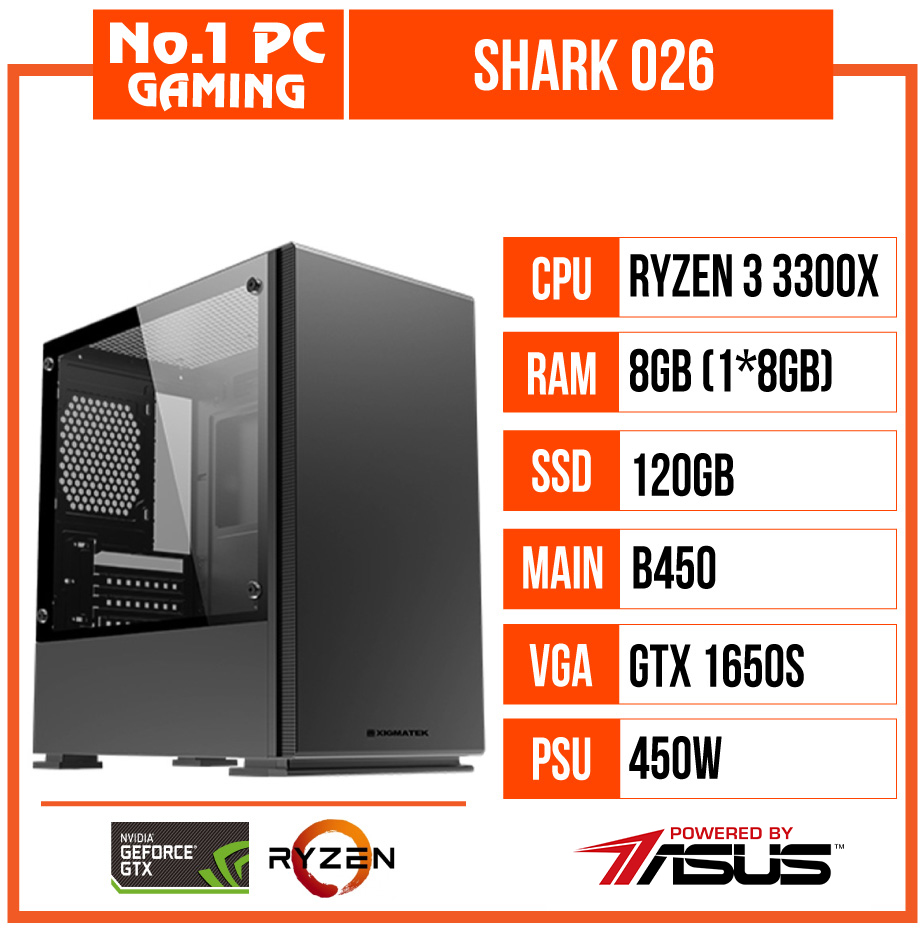 No.1 PC
GAMING
SHARK 026
CPU
RYZEN 3 3300X
RAM
8GB (1*8GB)
SSD
120GB
MAIN
B450
VGA
GTX 1650S
PSU
450W
XIGMATEK
NVIDIA
GEFORCE
GTX
RYZEN
POWERED BY
ASUS™